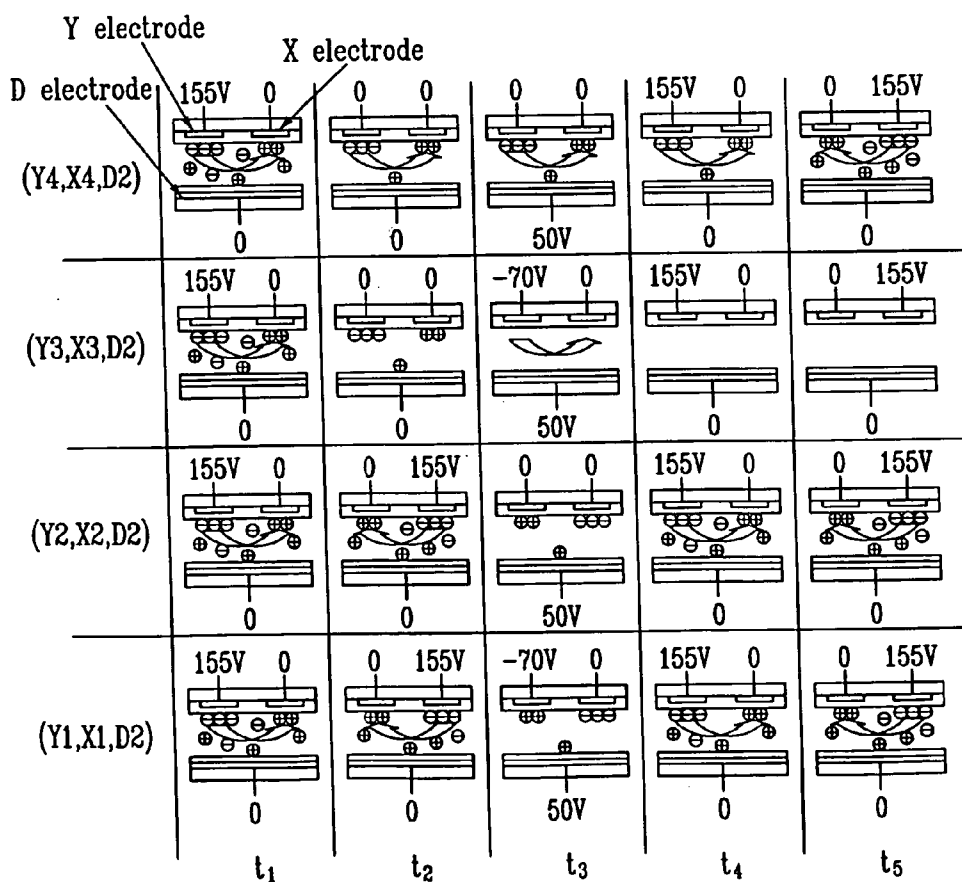 Y electrode
X electrode
D electrode
155V 0 0 0 0 0 155V 0 0 155V
(Y4,X4,D2)
0 0 50V 0 0
155V 0 0 0 -70V 0 155V 0 0 155V
(Y3,X3,D2)
0 0 50V 0 0
155V 0 0 155V 0 0 155V 0 0 155V
(Y2,X2,D2)
0 0 50V 0 0
155V 0 0 155V -70V 0 155V 0 0 155V
(Y1,X1,D2)
0 0 50V 0 0
t1 t2 t3 t4 t5